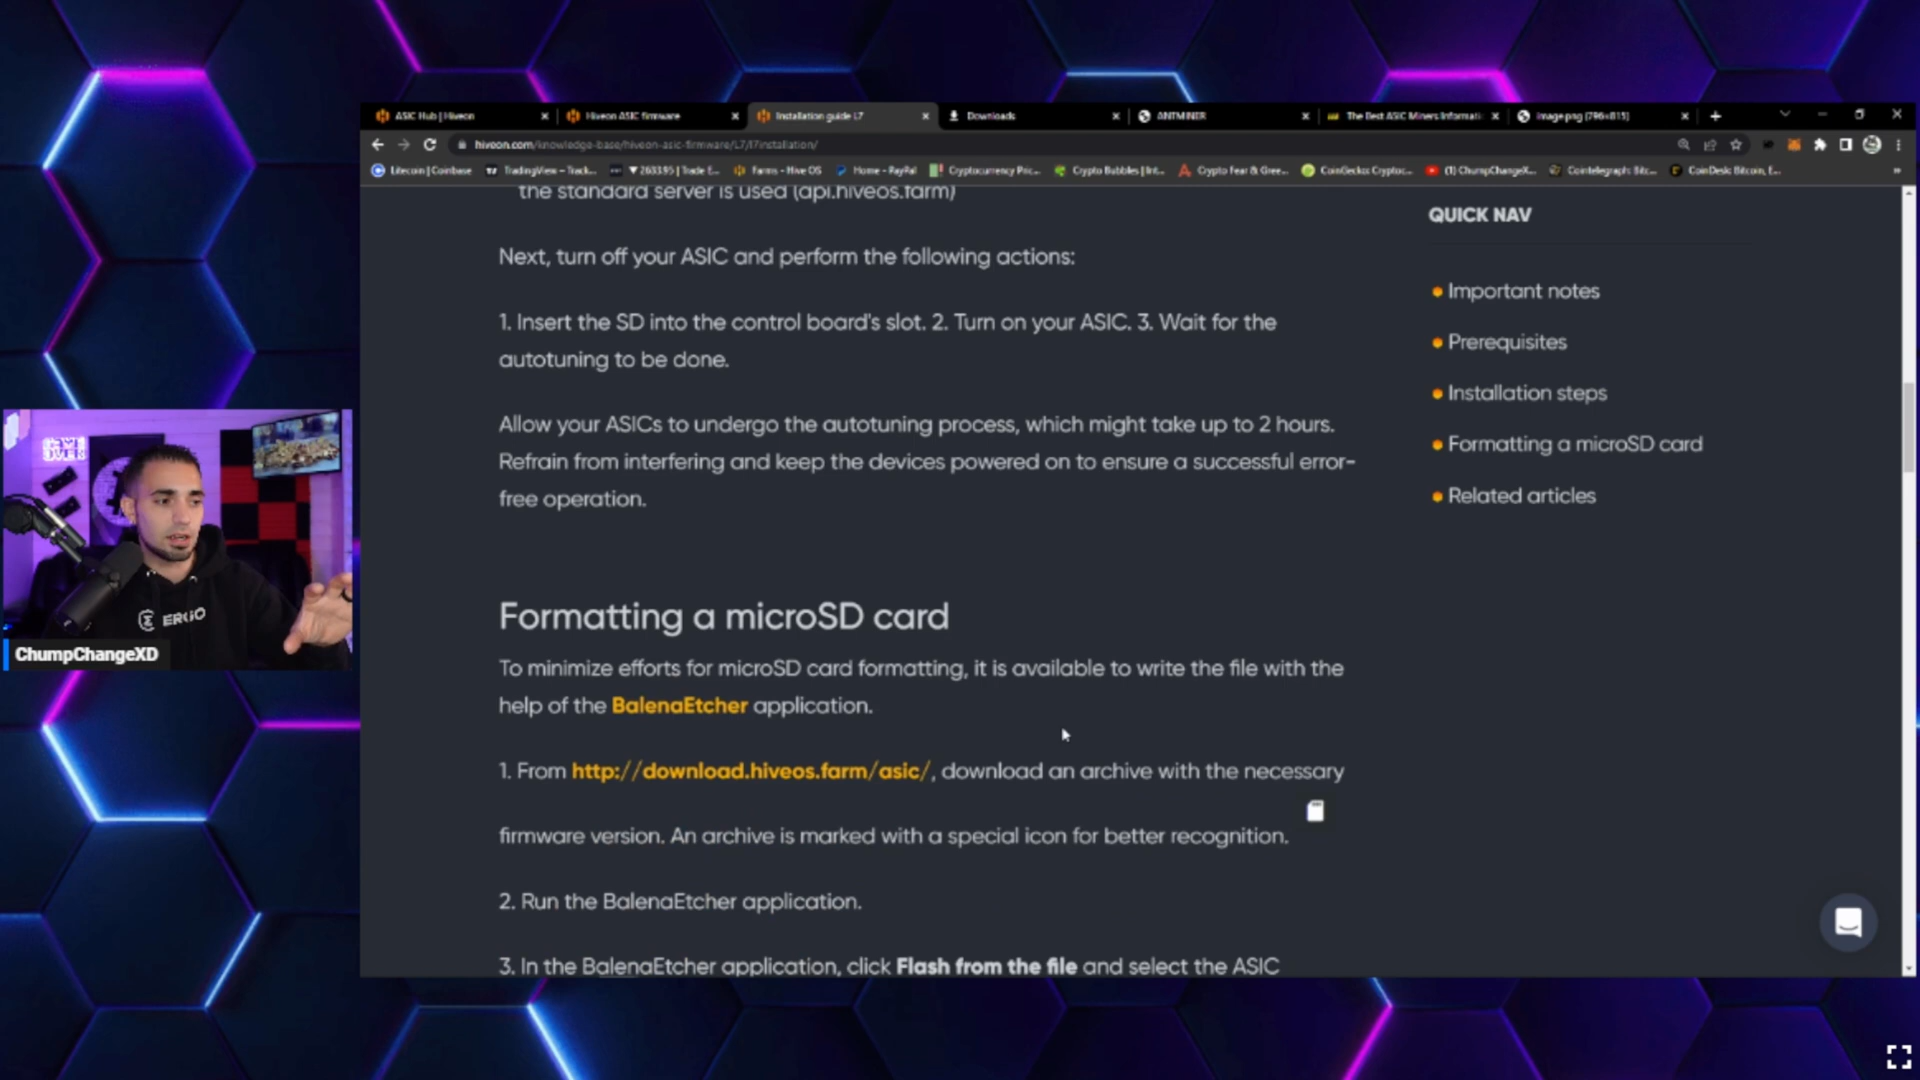 ASIC Hub | Hiveon
Hiveon ASIC firmware
Installation guide L7
Downloads
ANTMINER
The Best ASIC Miners Informati
image.png (796×815)
hiveon.com/knowledge-base/hiveon-asic-firmware/L7/l7installation/
Litecoin | Coinbase
TradingView – Track...
▼ 2633.95 | Trade E...
Farms - Hive OS
Home - PayPal
Cryptocurrency Pric...
Crypto Bubbles | Int...
Crypto Fear & Gree...
CoinGecko: Cryptoc...
(1) ChumpChangeX...
Cointelegraph: Bitc...
CoinDesk: Bitcoin, E...
»
the standard server is used (api.hiveos.farm)
Next, turn off your ASIC and perform the following actions:
1. Insert the SD into the control board's slot. 2. Turn on your ASIC. 3. Wait for the
autotuning to be done.
Allow your ASICs to undergo the autotuning process, which might take up to 2 hours.
Refrain from interfering and keep the devices powered on to ensure a successful error-
free operation.
Formatting a microSD card
To minimize efforts for microSD card formatting, it is available to write the file with the
help of the BalenaEtcher application.
1. From http://download.hiveos.farm/asic/, download an archive with the necessary
firmware version. An archive is marked with a special icon for better recognition.
2. Run the BalenaEtcher application.
3. In the BalenaEtcher application, click Flash from the file and select the ASIC
QUICK NAV
Important notes
Prerequisites
Installation steps
Formatting a microSD card
Related articles
GAME
OVER
ERGO
ChumpChangeXD